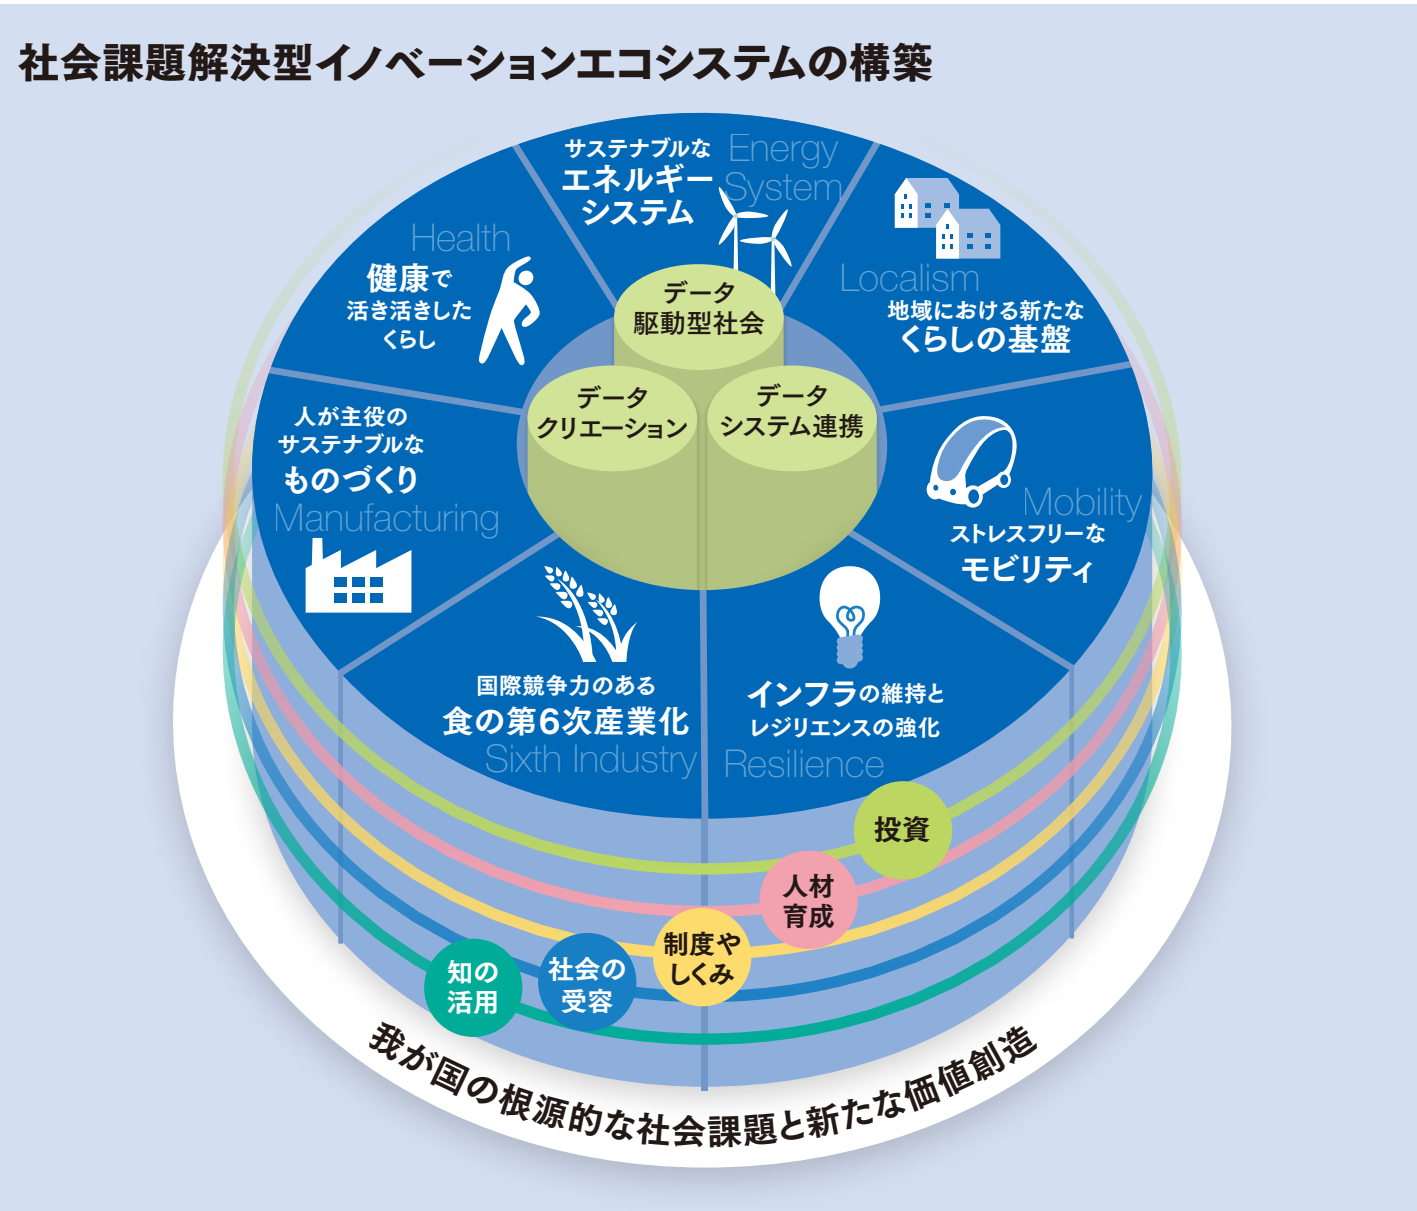 社会課題解決型イノベーションエコシステムの構築
サステナブルな
エネルギー
システム
Energy
System
Health
健康で
活き活きした
くらし
Localism
地域における新たな
くらしの基盤
データ
駆動型社会
データ
クリエーション
データ
システム連携
人が主役の
サステナブルな
ものづくり
Manufacturing
Mobility
ストレスフリーな
モビリティ
国際競争力のある
食の第6次産業化
Sixth Industry
インフラの維持と
レジリエンスの強化
Resilience
投資
人材
育成
制度や
しくみ
社会の
受容
知の
活用
我が国の根源的な社会課題と新たな価値創造